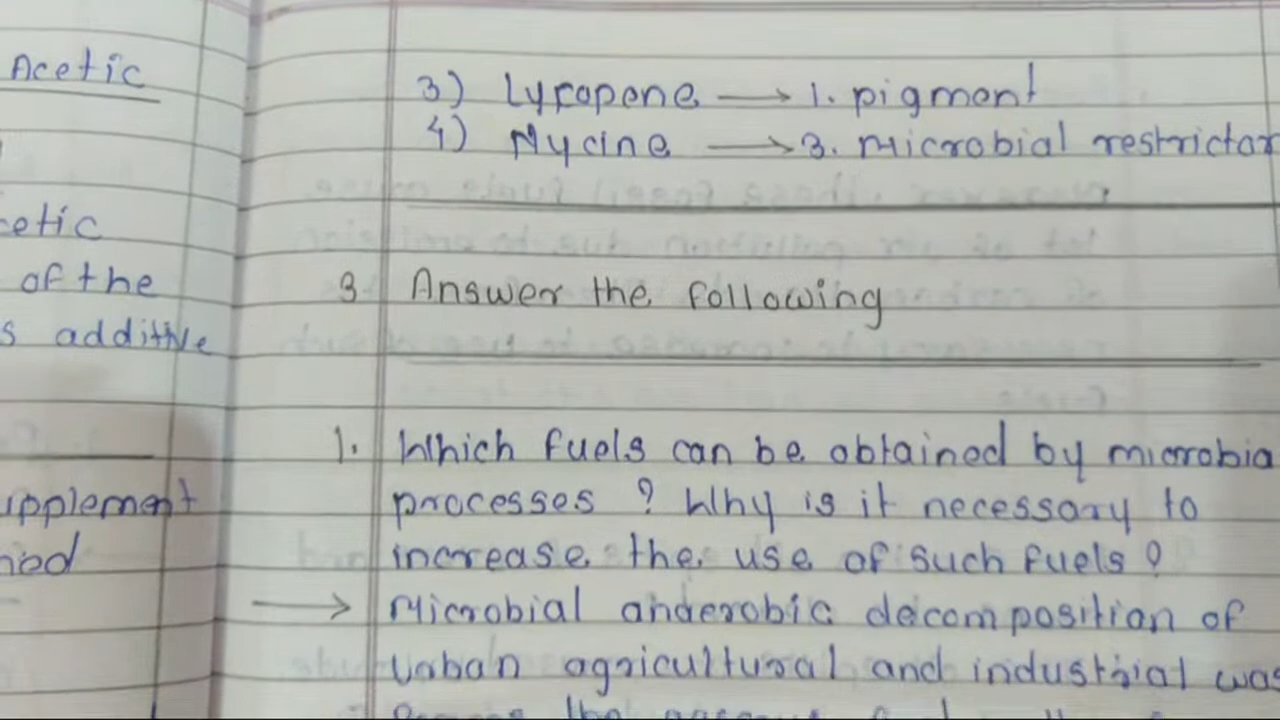 Acetic
cetic
of the
s additive
upplement
ned
3) Lycopene → 1. pigment
4) Nycine → 3. Microbial restrictor
3 Answer the following
1. Which fuels can be obtained by microbia
processes ? Why is it necessary to
increase the use of such fuels ?
→ Microbial anderobic decomposition of
Urban agricultural and industrial was